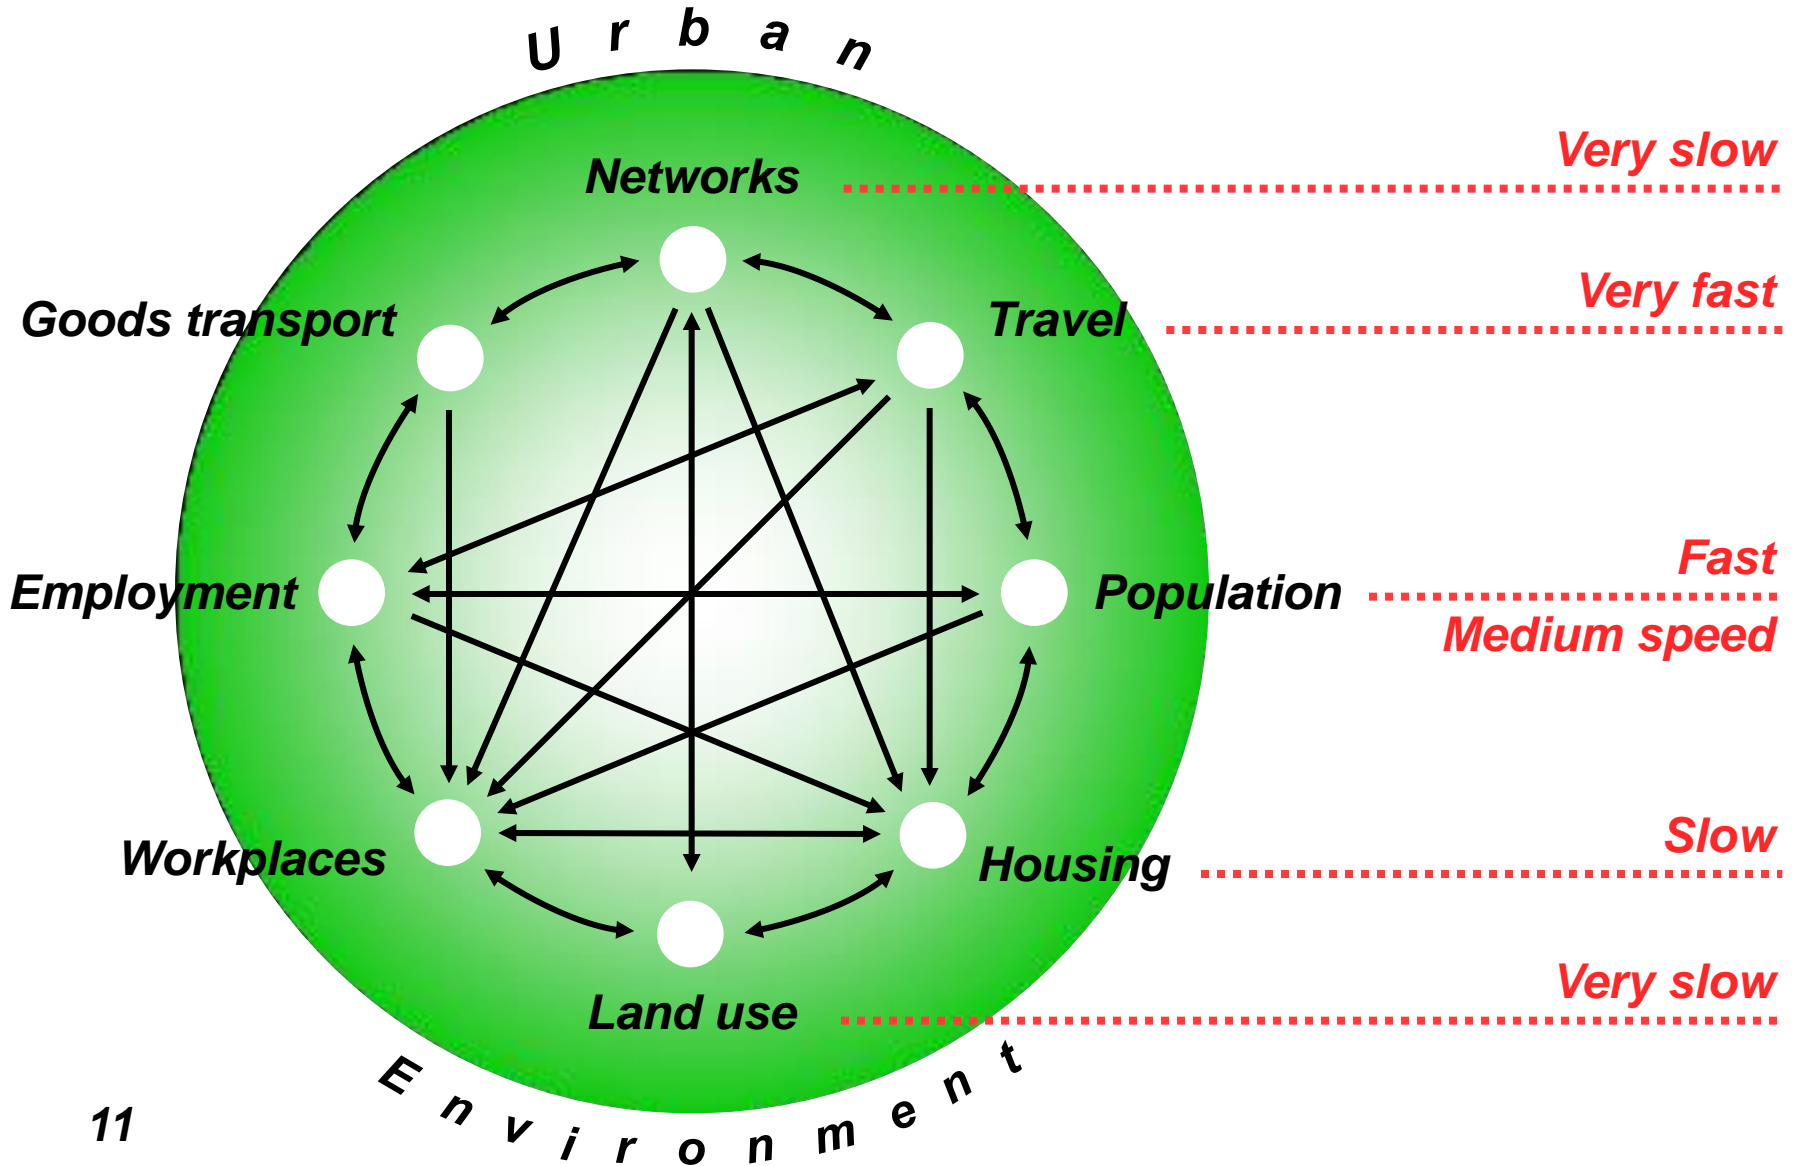 Urban
Very slow
Networks
Very fast
Goods transport
Travel
Fast
Employment
Population
Medium speed
Slow
Workplaces
Housing
Very slow
Land use
Environment
11